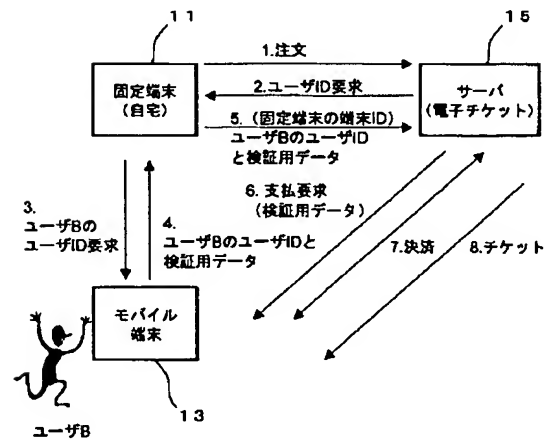 11
15
1.注文
固定端末
(自宅)
2.ユーザID要求
サーバ
(電子チケット)
5. (固定端末の端末ID)
ユーザBのユーザID
と検証用データ
6. 支払要求
(検証用データ)
3.
ユーザBの
ユーザID要求
4.
ユーザBのユーザIDと
検証用データ
7.決済
8.チケット
モバイル
端末
13
ユーザB